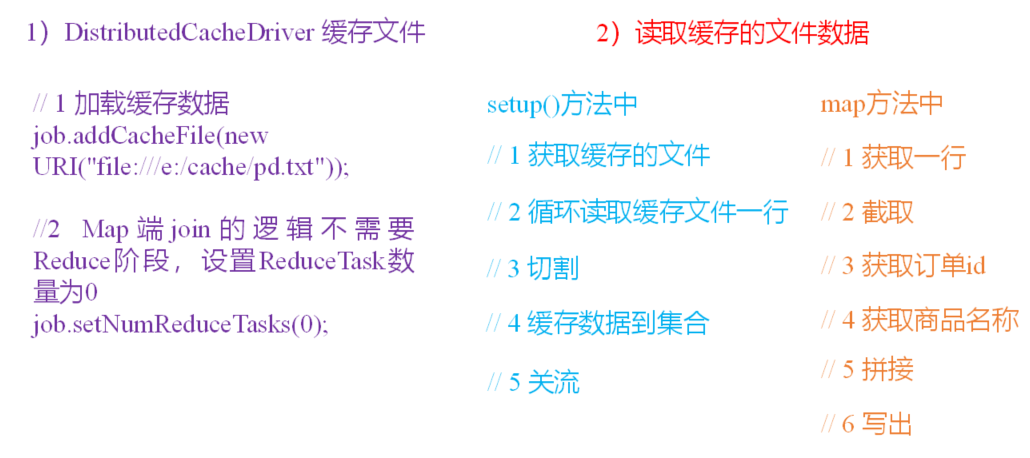 1）DistributedCacheDriver 缓存文件
// 1 加载缓存数据
job.addCacheFile(new
URI("file:///e:/cache/pd.txt"));
//2 Map 端 join 的逻辑不需要
Reduce阶段，设置ReduceTask数
量为0
job.setNumReduceTasks(0);
2）读取缓存的文件数据
setup()方法中
// 1 获取缓存的文件
// 2 循环读取缓存文件一行
// 3 切割
// 4 缓存数据到集合
// 5 关流
map方法中
// 1 获取一行
// 2 截取
// 3 获取订单id
// 4 获取商品名称
// 5 拼接
// 6 写出